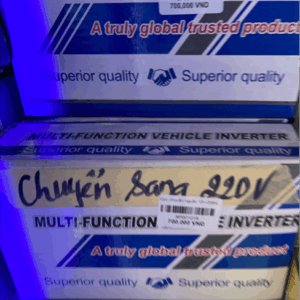 700,000 VND
A truly global trusted product
Superior quality Superior quality
MULTI-FUNCTION VEHICLE INVERTER
Superior quality Superior quality
Chuyển Sang 220V
MULTI-FUNCTION E INVERTER
700,000 VND
A truly global trusted product
Superior quality Superior quality